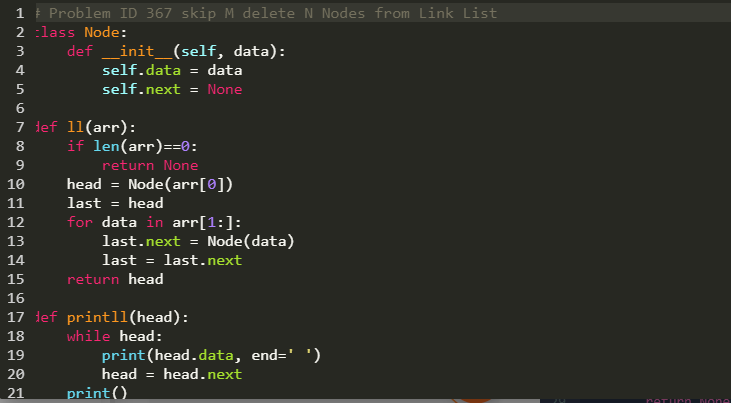 1 # Problem ID 367 skip M delete N Nodes from Link List
2 class Node:
3     def __init__(self, data):
4         self.data = data
5         self.next = None
6
7 def ll(arr):
8     if len(arr)==0:
9         return None
10     head = Node(arr[0])
11     last = head
12     for data in arr[1:]:
13         last.next = Node(data)
14         last = last.next
15     return head
16
17 def printll(head):
18     while head:
19         print(head.data, end=' ')
20         head = head.next
21     print()
return None